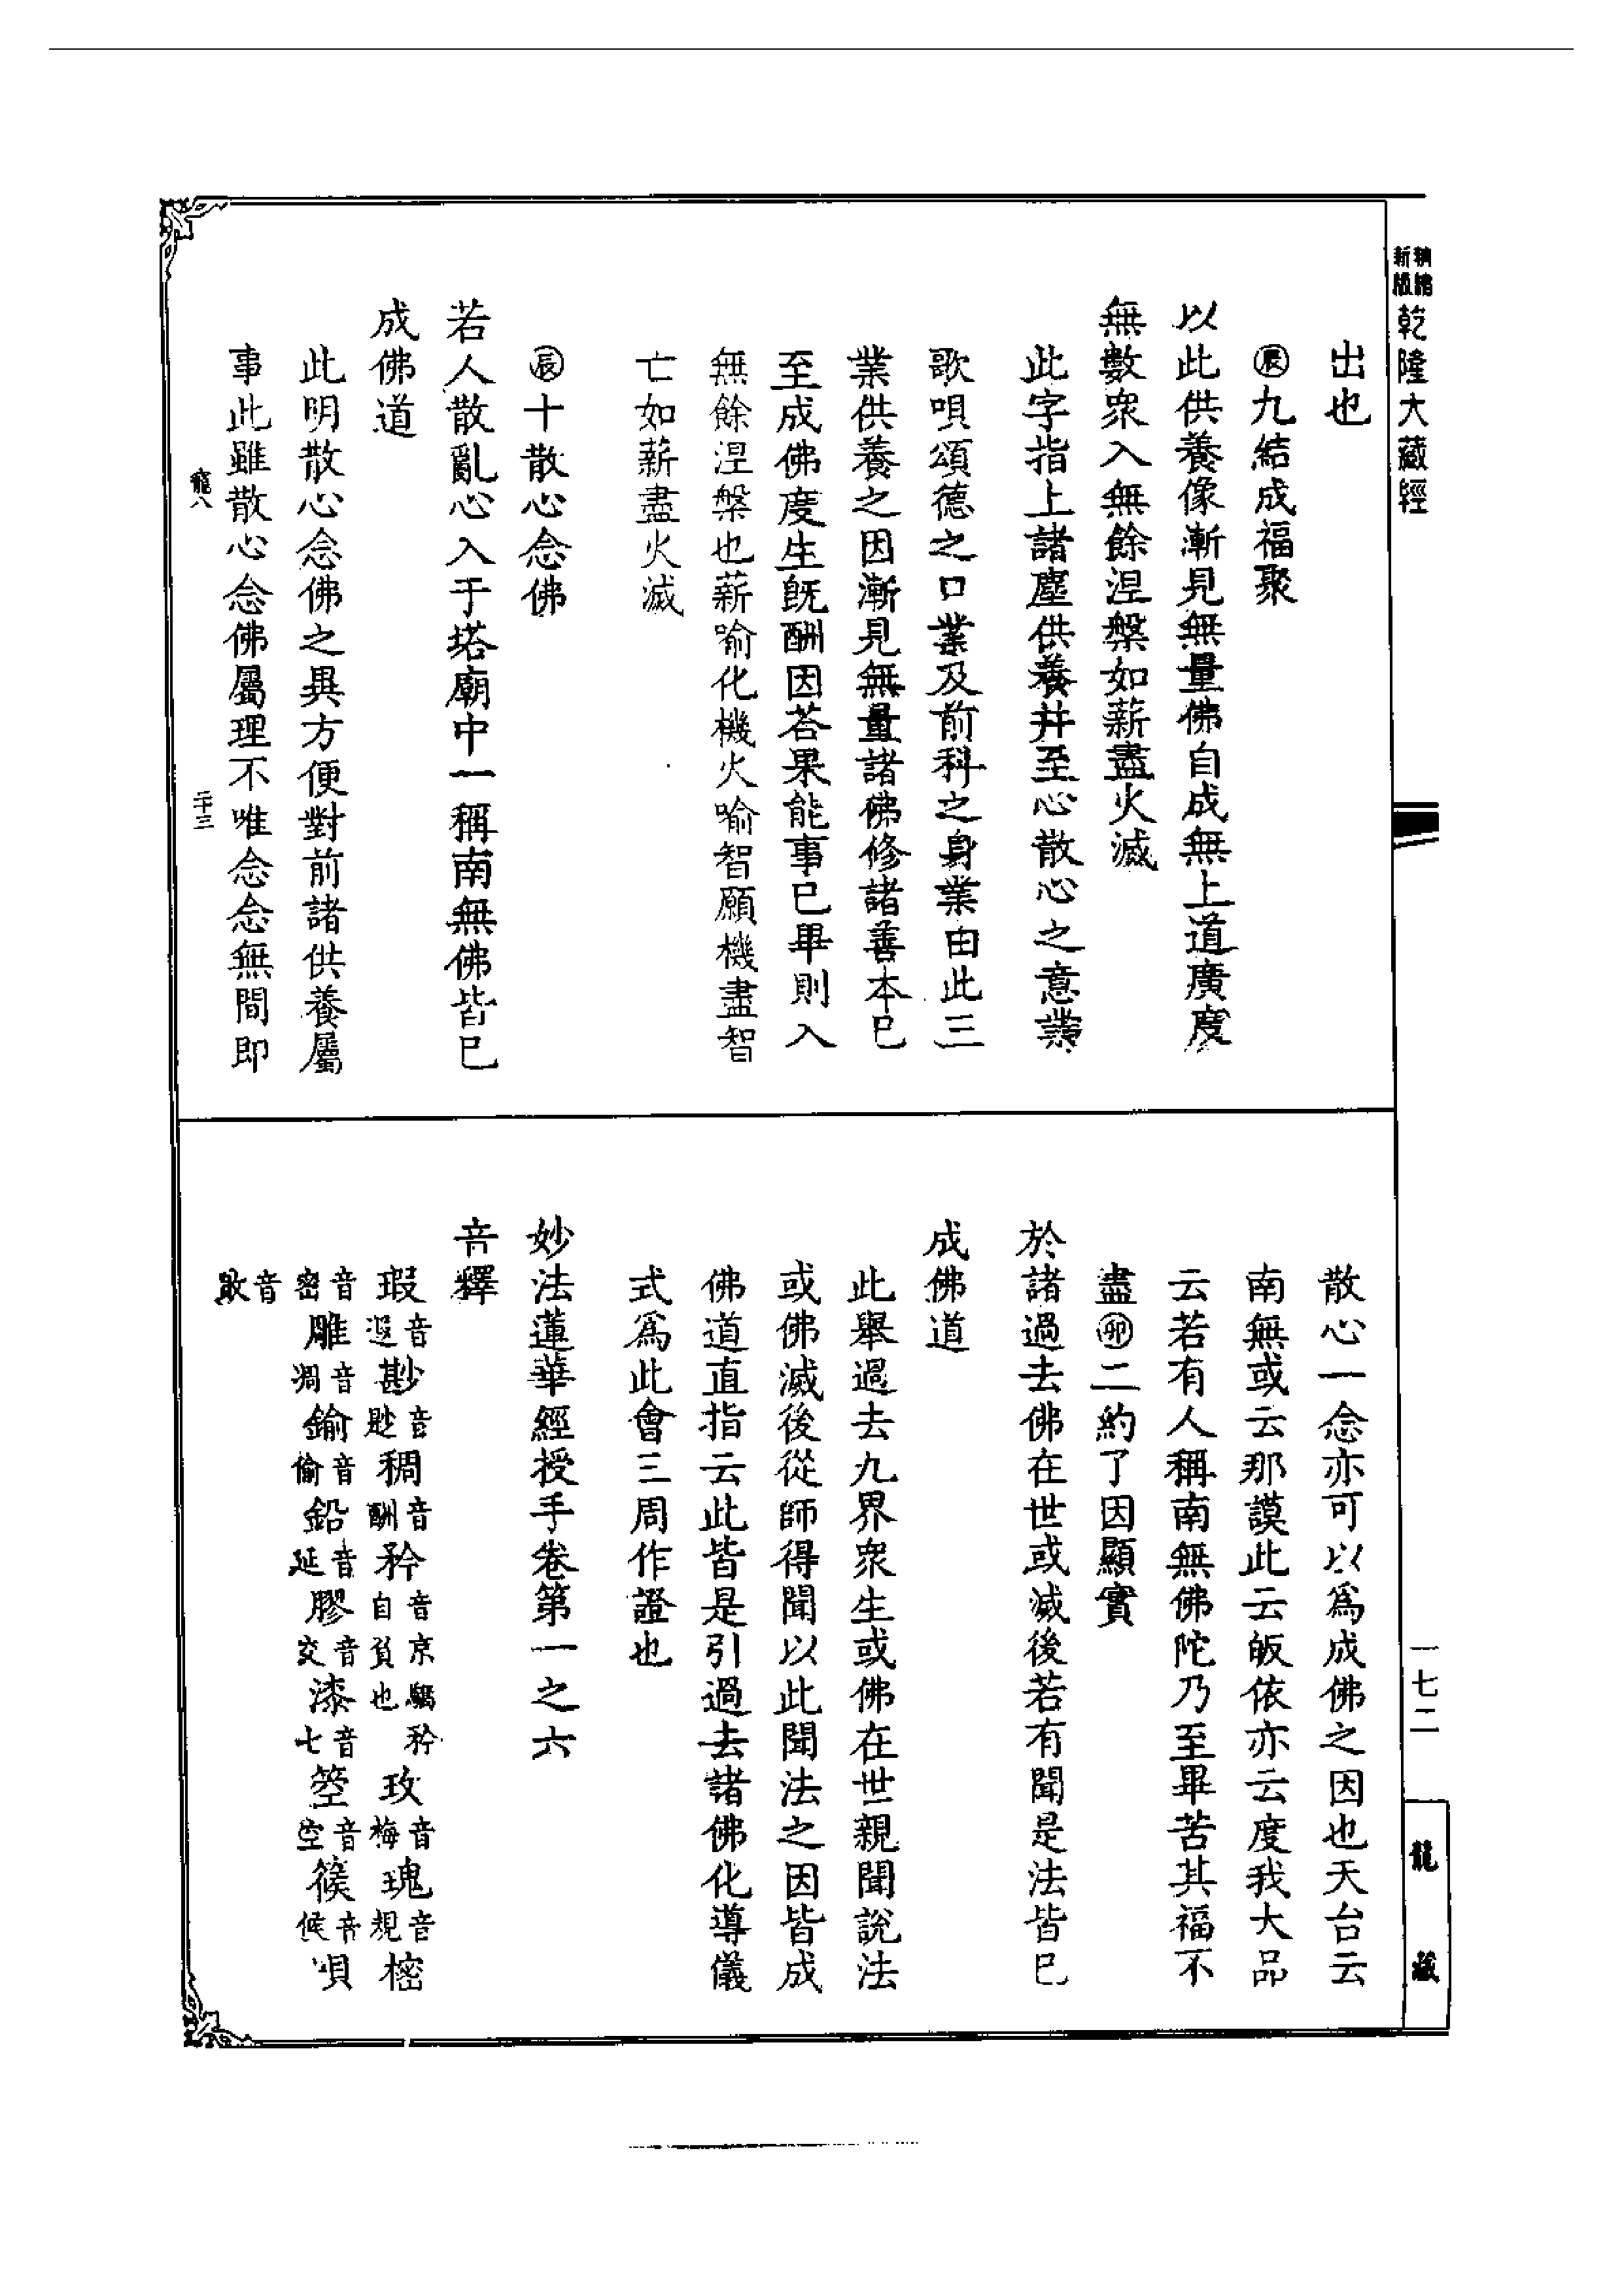 精縮新版乾隆大藏經
出也
㊉辰九結成福聚
以此供養像漸見無量佛自成無上道廣度
無數衆入無餘涅槃如薪盡火滅
此字指上諸塵供養并至心散心之意業
歌唄頌德之口業及前科之身業由此三
業供養之因漸見無量諸佛修諸善本已
至成佛度生既酬因荅果能事已畢則入
無餘涅槃也薪喻化機火喻智願機盡智
亡如薪盡火滅
辰十散心念佛
若人散亂心入于塔廟中一稱南無佛皆已
成佛道
此明散心念佛之異方便對前諸供養屬
事此雖散心念佛屬理不唯念念無間即
龍八 二十三
散心一念亦可以為成佛之因也天台云
南無或云那謨此云皈依亦云度我大品
云若有人稱南無佛陀乃至畢苦其福不
盡卯二約了因顯實
於諸過去佛在世或滅後若有聞是法皆已
成佛道
此舉過去九界衆生或佛在世親聞說法
或佛滅後從師得聞以此聞法之因皆成
佛道直指云此皆是引過去諸佛化導儀
式為此會三周作證也
妙法蓮華經授手卷第一之六
音釋
瑕音遐尠音尟稠音酬矜音京驕矜自負也玫音梅瑰音規樒
音密雕音凋鍮音偷鉛音延膠音交漆音七箜音空篌音侯唄
音敗
一七二
龍藏